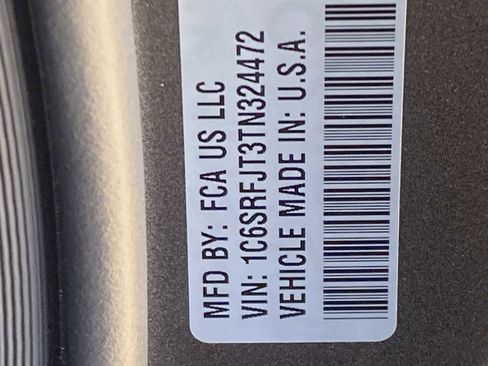 MFD BY: FCA US LLC
VIN: 1C6SRFJT3TN324472
VEHICLE MADE IN: U.S.A.